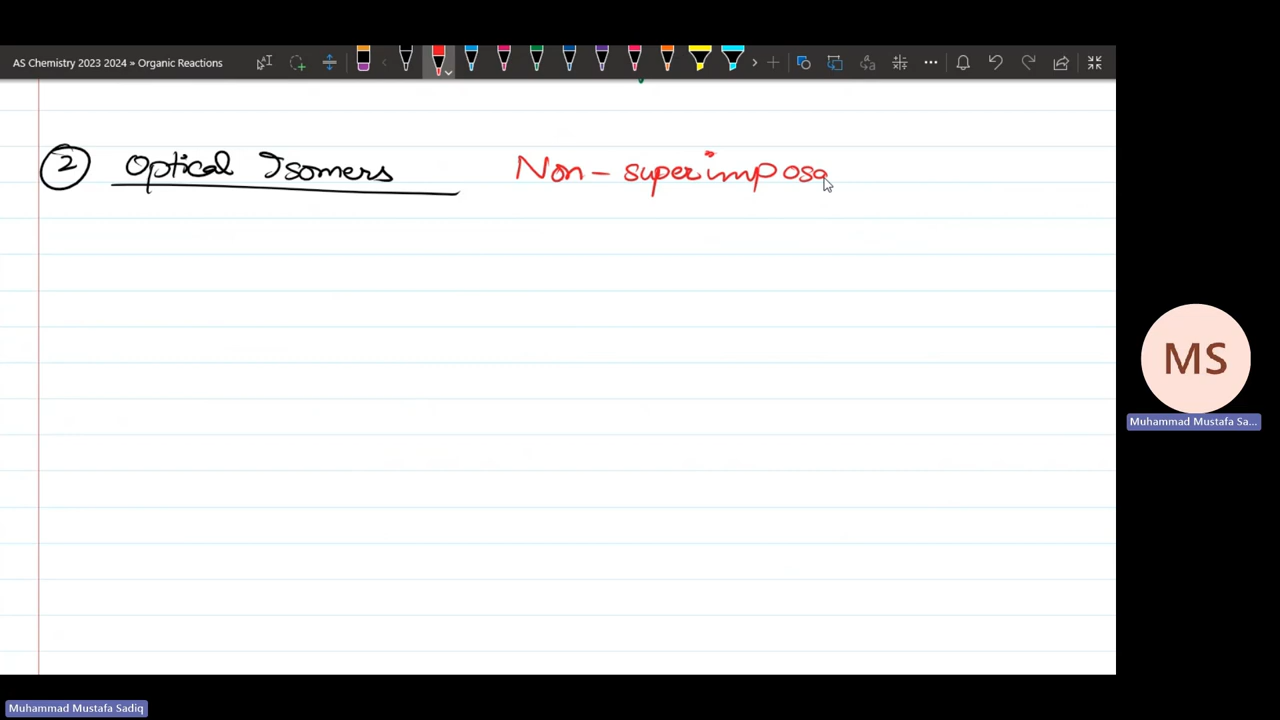 AS Chemistry 2023 2024 » Organic Reactions
2 Optical Isomers Non-superimposa
MS
Muhammad Mustafa Sa...
Muhammad Mustafa Sadiq